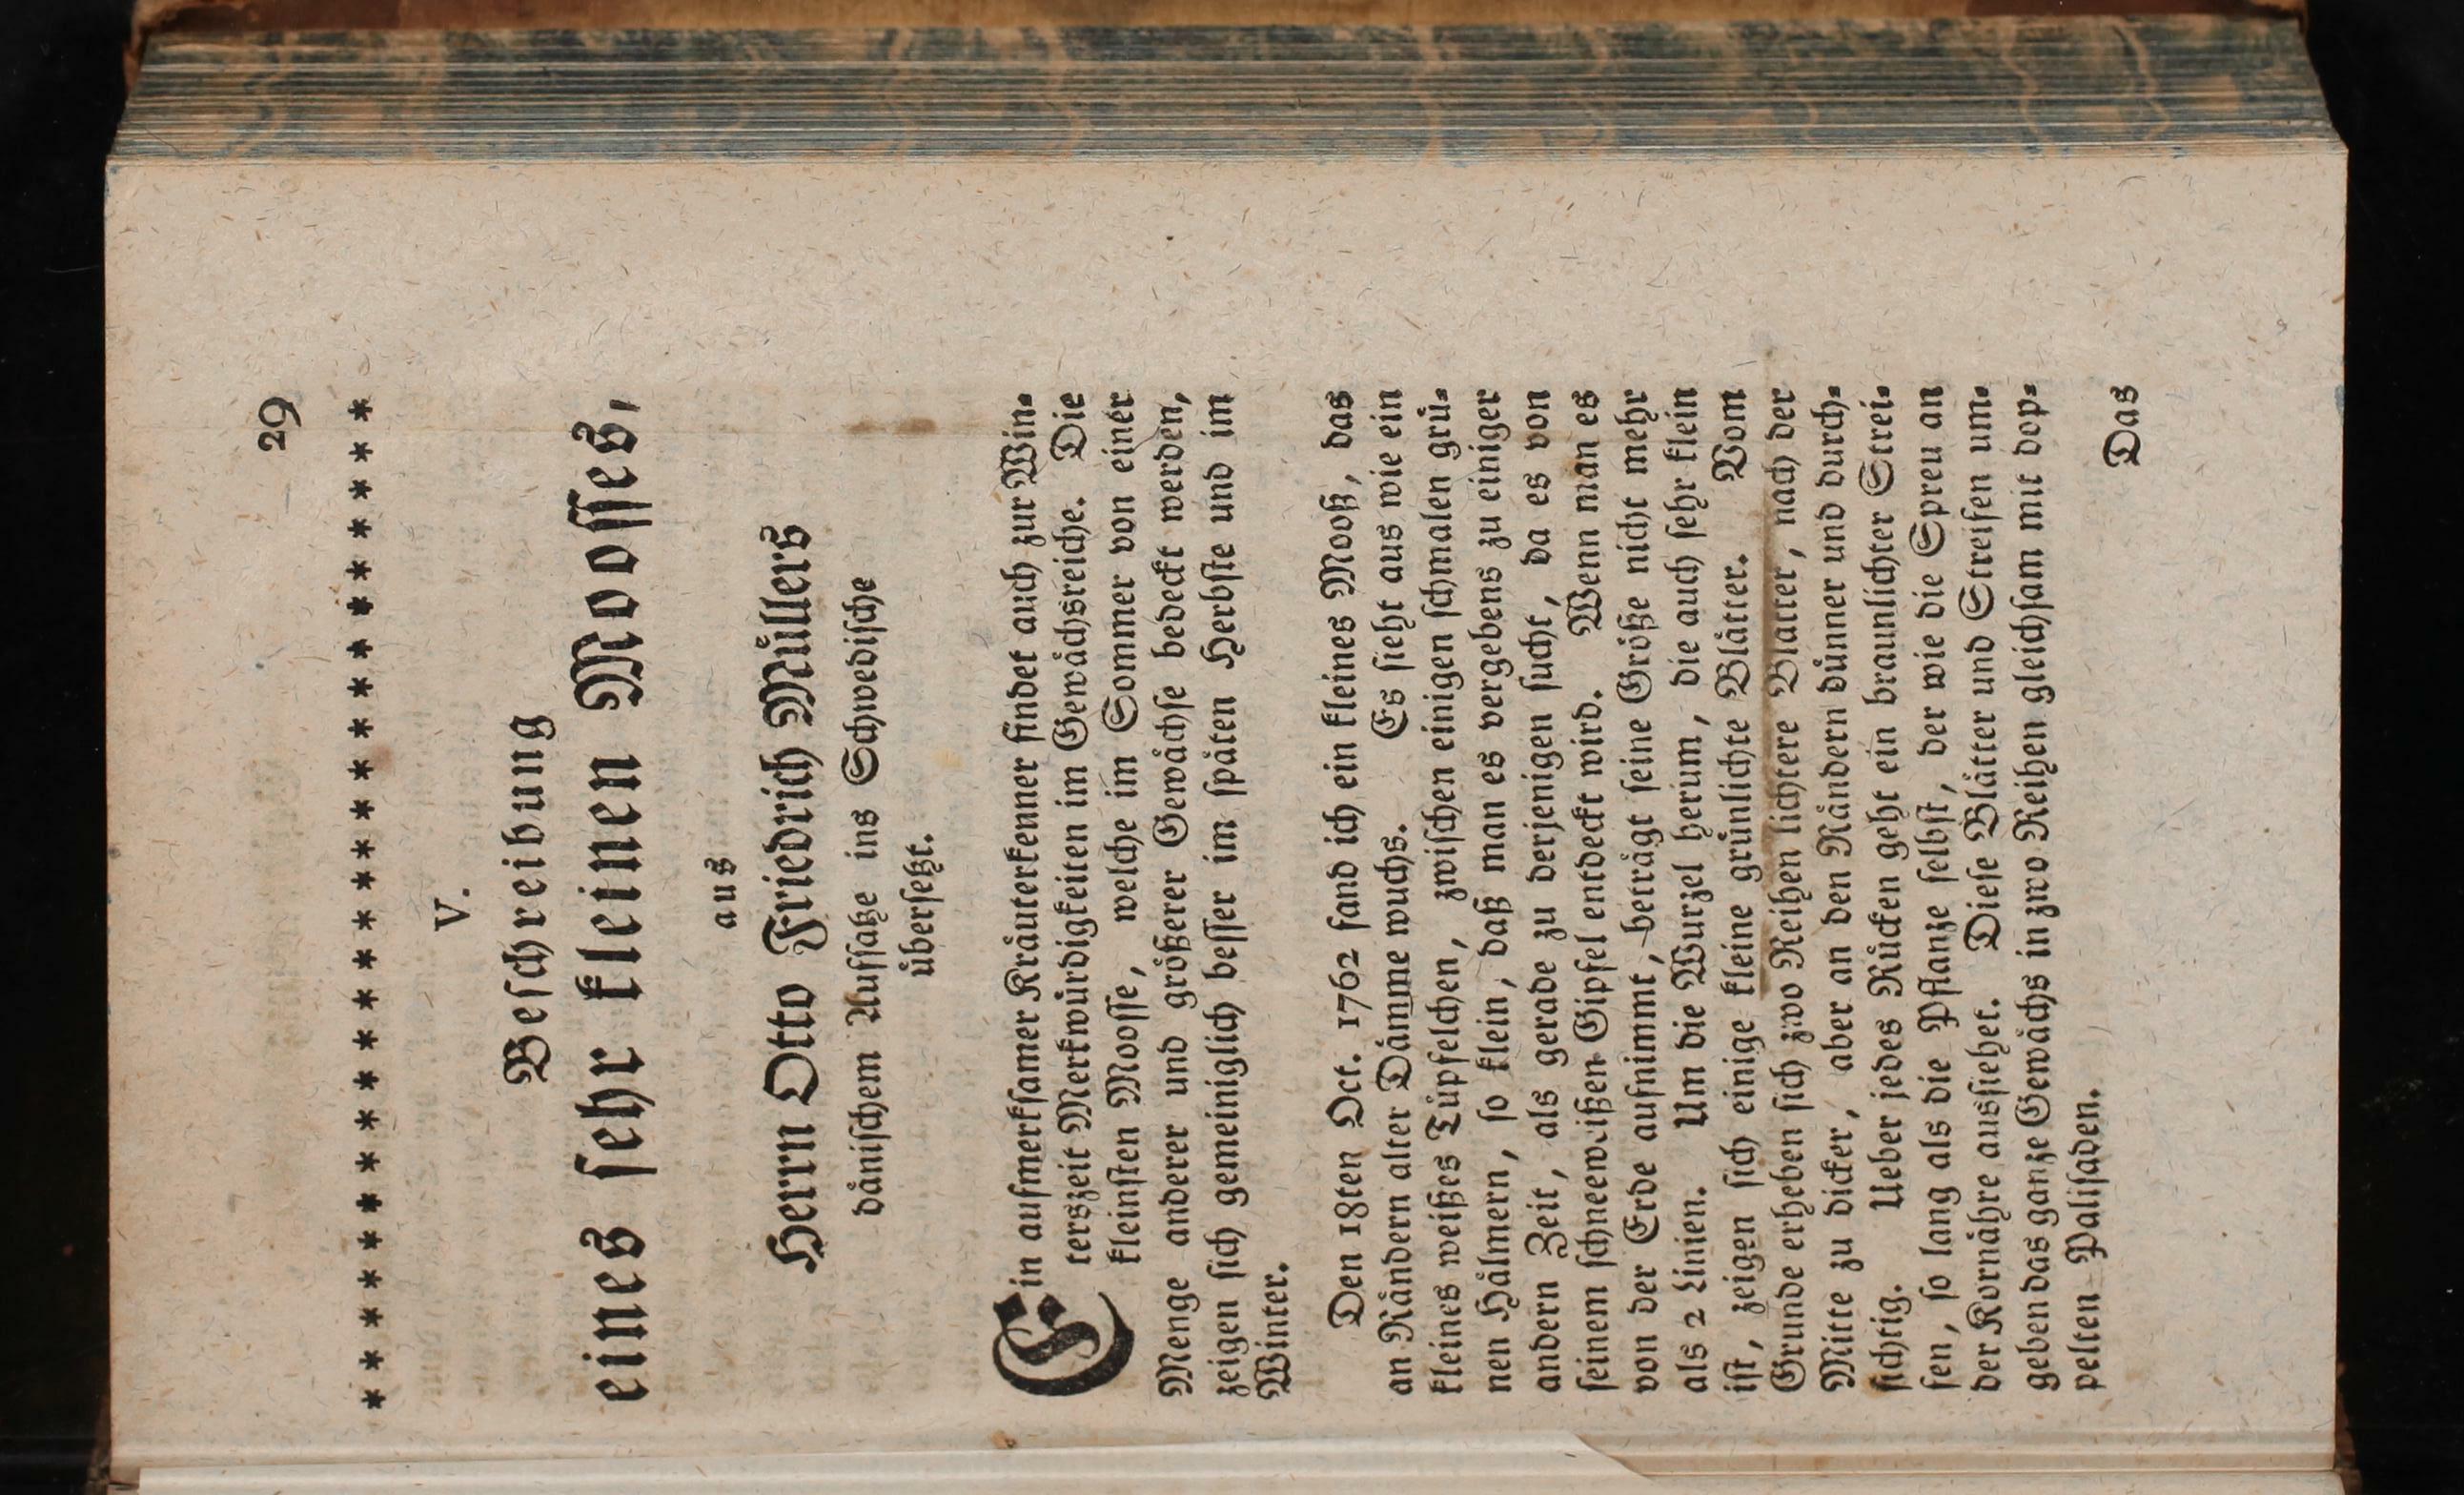 29
* * * * * * * * * * * * * * * * * * * * * * * * * *
V.
Beſchreibung
eines ſehr kleinen Mooſſes,
aus
Herrn Otto Friedrich Müllers
däniſchem Aufſatze ins Schwediſche
überſetzt.
Ein aufmerkſamer Kräuterkenner findet auch zur Win-
terszeit Merkwürdigkeiten im Gewächsreiche. Die
kleinſten Mooſſe, welche im Sommer von einer
Menge anderer und größerer Gewächſe bedeckt werden,
zeigen ſich gemeiniglich beſſer im ſpäten Herbſte und im
Winter.
Den 18ten Oct. 1762 fand ich ein kleines Mooß, das
an Rändern alter Dämme wuchs. Es ſieht aus wie ein
kleines weißes Tüpfelchen, zwiſchen einigen ſchmalen grü-
nen Hälmern, ſo klein, daß man es vergebens zu einiger
andern Zeit, als gerade zu derjenigen ſucht, da es von
ſeinem ſchneeweißen Gipfel entdeckt wird. Wenn man es
von der Erde aufnimmt, beträgt ſeine Größe nicht mehr
als 2 Linien. Um die Wurzel herum, die auch ſehr klein
iſt, zeigen ſich einige kleine grünlichte Blätter. Vom
Grunde erheben ſich zwo Reihen lichtere Blätter, nach der
Mitte zu dicker, aber an den Rändern dünner und durch-
ſichtig. Ueber jedes Rücken geht ein braunlichter Strei-
fen, ſo lang als die Pflanze ſelbſt, der wie die Spreu an
der Kornähre ausſiehet. Dieſe Blätter und Streifen um-
geben das ganze Gewächs in zwo Reihen gleichſam mit dop-
pelten Paliſaden.
Das